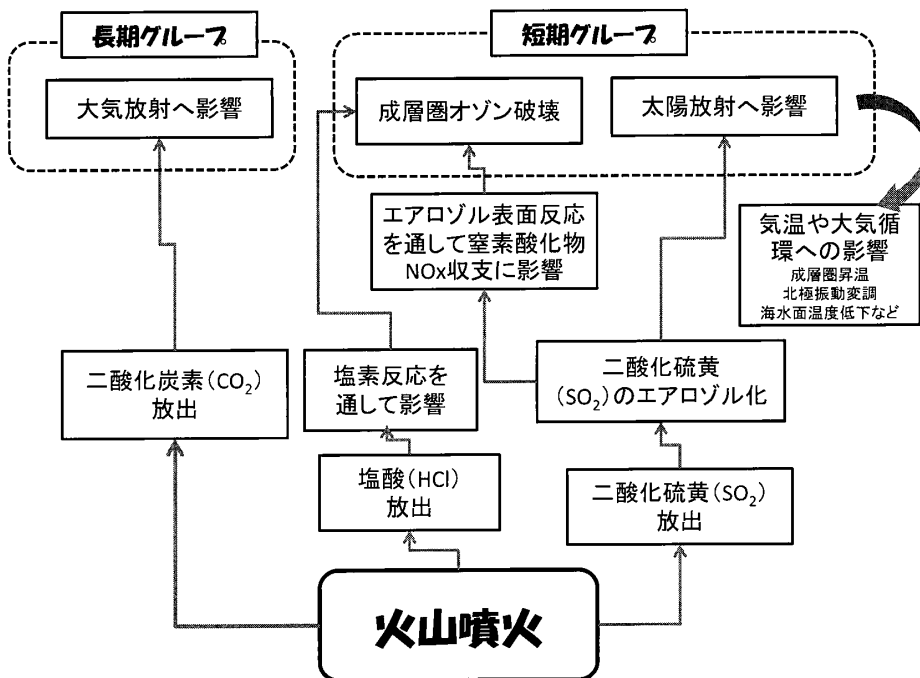 長期グループ
短期グループ
大気放射へ影響
成層圏オゾン破壊
太陽放射へ影響
エアロゾル表面反応
を通して窒素酸化物
NOx収支に影響
気温や大気循
環への影響
成層圏昇温
北極振動変調
海水面温度低下など
二酸化炭素(CO₂)
放出
塩素反応を
通して影響
二酸化硫黄
(SO₂)のエアロゾル化
塩酸(HCl)
放出
二酸化硫黄(SO₂)
放出
火山噴火